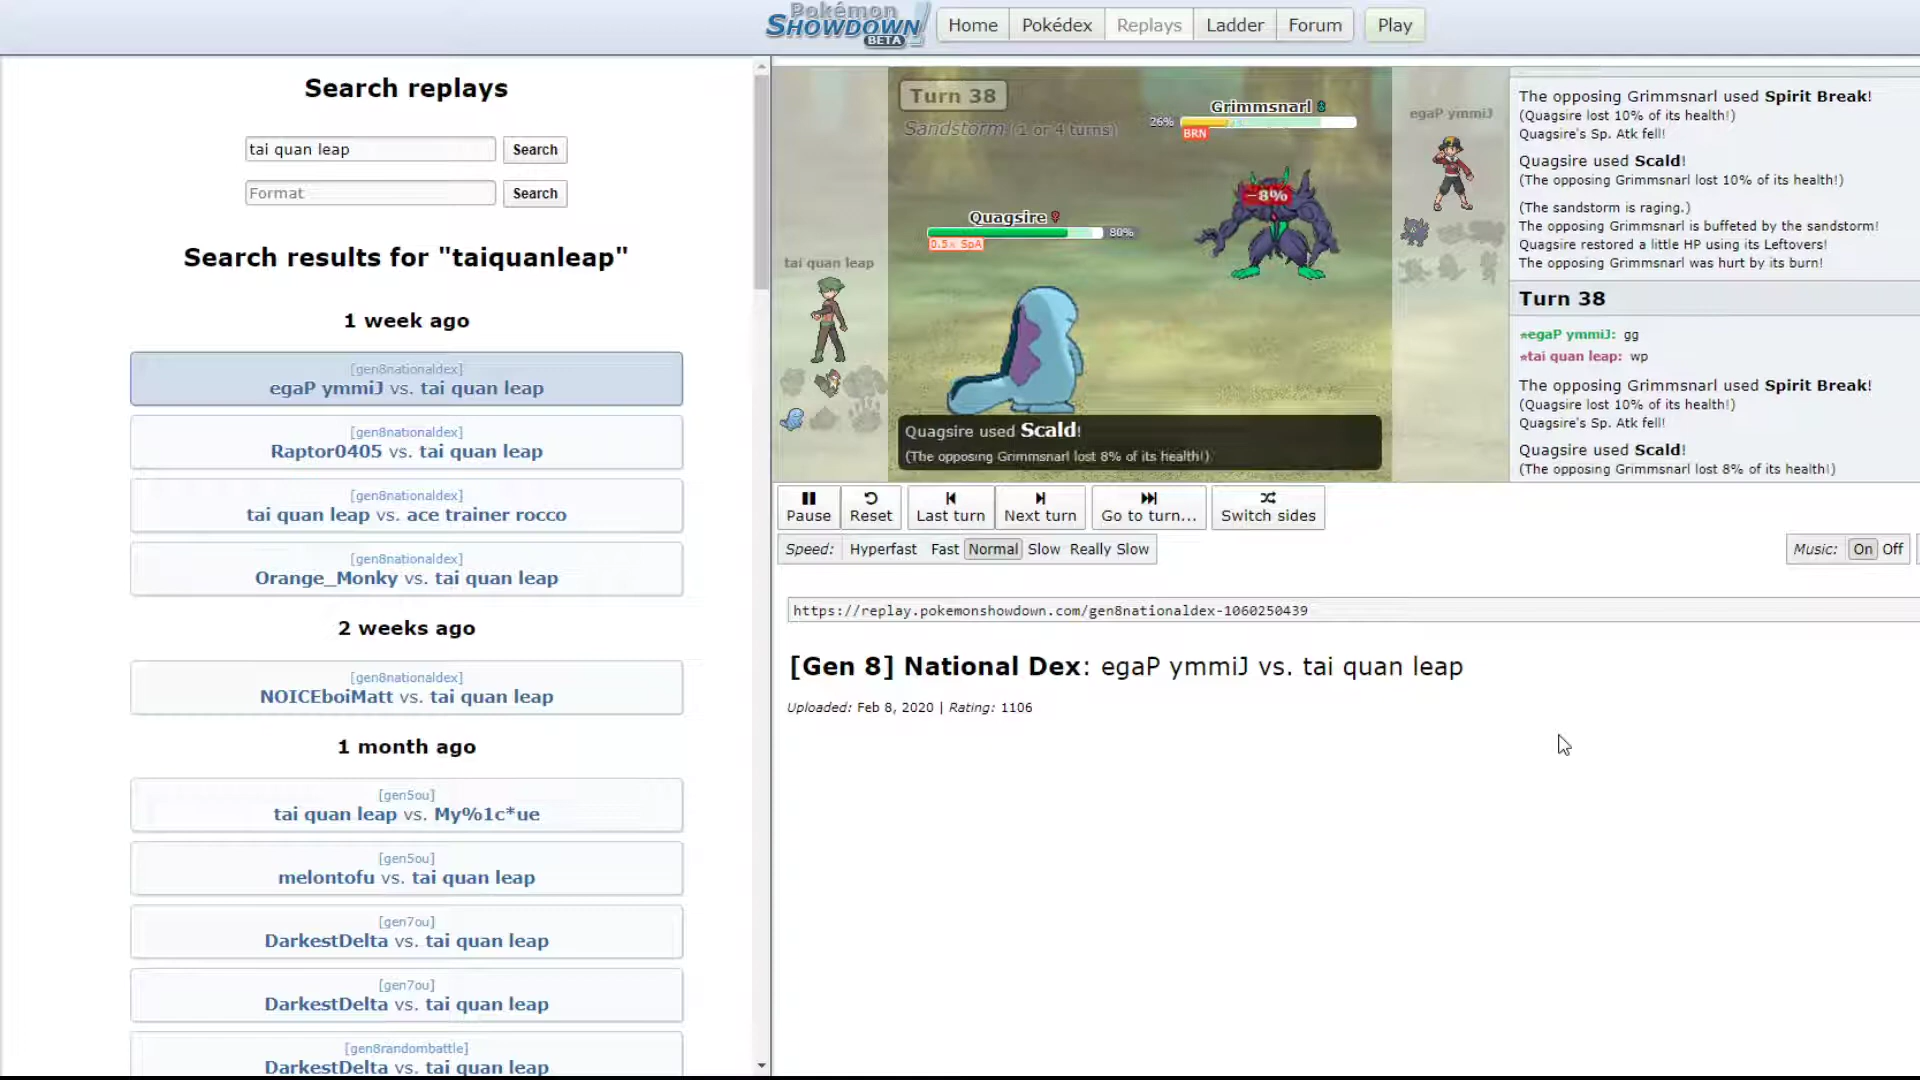 Pokémon
SHOWDOWN
BETA
Home
Pokédex
Replays
Ladder
Forum
Play
Search replays
tai quan leap
Search
Format
Search
Search results for "taiquanleap"
1 week ago
[gen8nationaldex]
egaP ymmiJ vs. tai quan leap
[gen8nationaldex]
Raptor0405 vs. tai quan leap
[gen8nationaldex]
tai quan leap vs. ace trainer rocco
[gen8nationaldex]
Orange_Monky vs. tai quan leap
2 weeks ago
[gen8nationaldex]
NOICEboiMatt vs. tai quan leap
1 month ago
[gen5ou]
tai quan leap vs. My%1c*ue
[gen5ou]
melontofu vs. tai quan leap
[gen7ou]
DarkestDelta vs. tai quan leap
[gen7ou]
DarkestDelta vs. tai quan leap
[gen8randombattle]
DarkestDelta vs. tai quan leap
Turn 38
Sandstorm (1 or 4 turns)
Grimmsnarl
26%
BRN
-8%
Quagsire
80%
0.5x SpA
tai quan leap
egaP ymmiJ
Quagsire used Scald!
(The opposing Grimmsnarl lost 8% of its health!)
The opposing Grimmsnarl used Spirit Break!
(Quagsire lost 10% of its health!)
Quagsire's Sp. Atk fell!
Quagsire used Scald!
(The opposing Grimmsnarl lost 10% of its health!)
(The sandstorm is raging.)
The opposing Grimmsnarl is buffeted by the sandstorm!
Quagsire restored a little HP using its Leftovers!
The opposing Grimmsnarl was hurt by its burn!
Turn 38
☆egaP ymmiJ: gg
☆tai quan leap: wp
The opposing Grimmsnarl used Spirit Break!
(Quagsire lost 10% of its health!)
Quagsire's Sp. Atk fell!
Quagsire used Scald!
(The opposing Grimmsnarl lost 8% of its health!)
Pause
Reset
Last turn
Next turn
Go to turn...
Switch sides
Speed: Hyperfast Fast Normal Slow Really Slow
Music: On Off
https://replay.pokemonshowdown.com/gen8nationaldex-1060250439
[Gen 8] National Dex: egaP ymmiJ vs. tai quan leap
Uploaded: Feb 8, 2020 | Rating: 1106